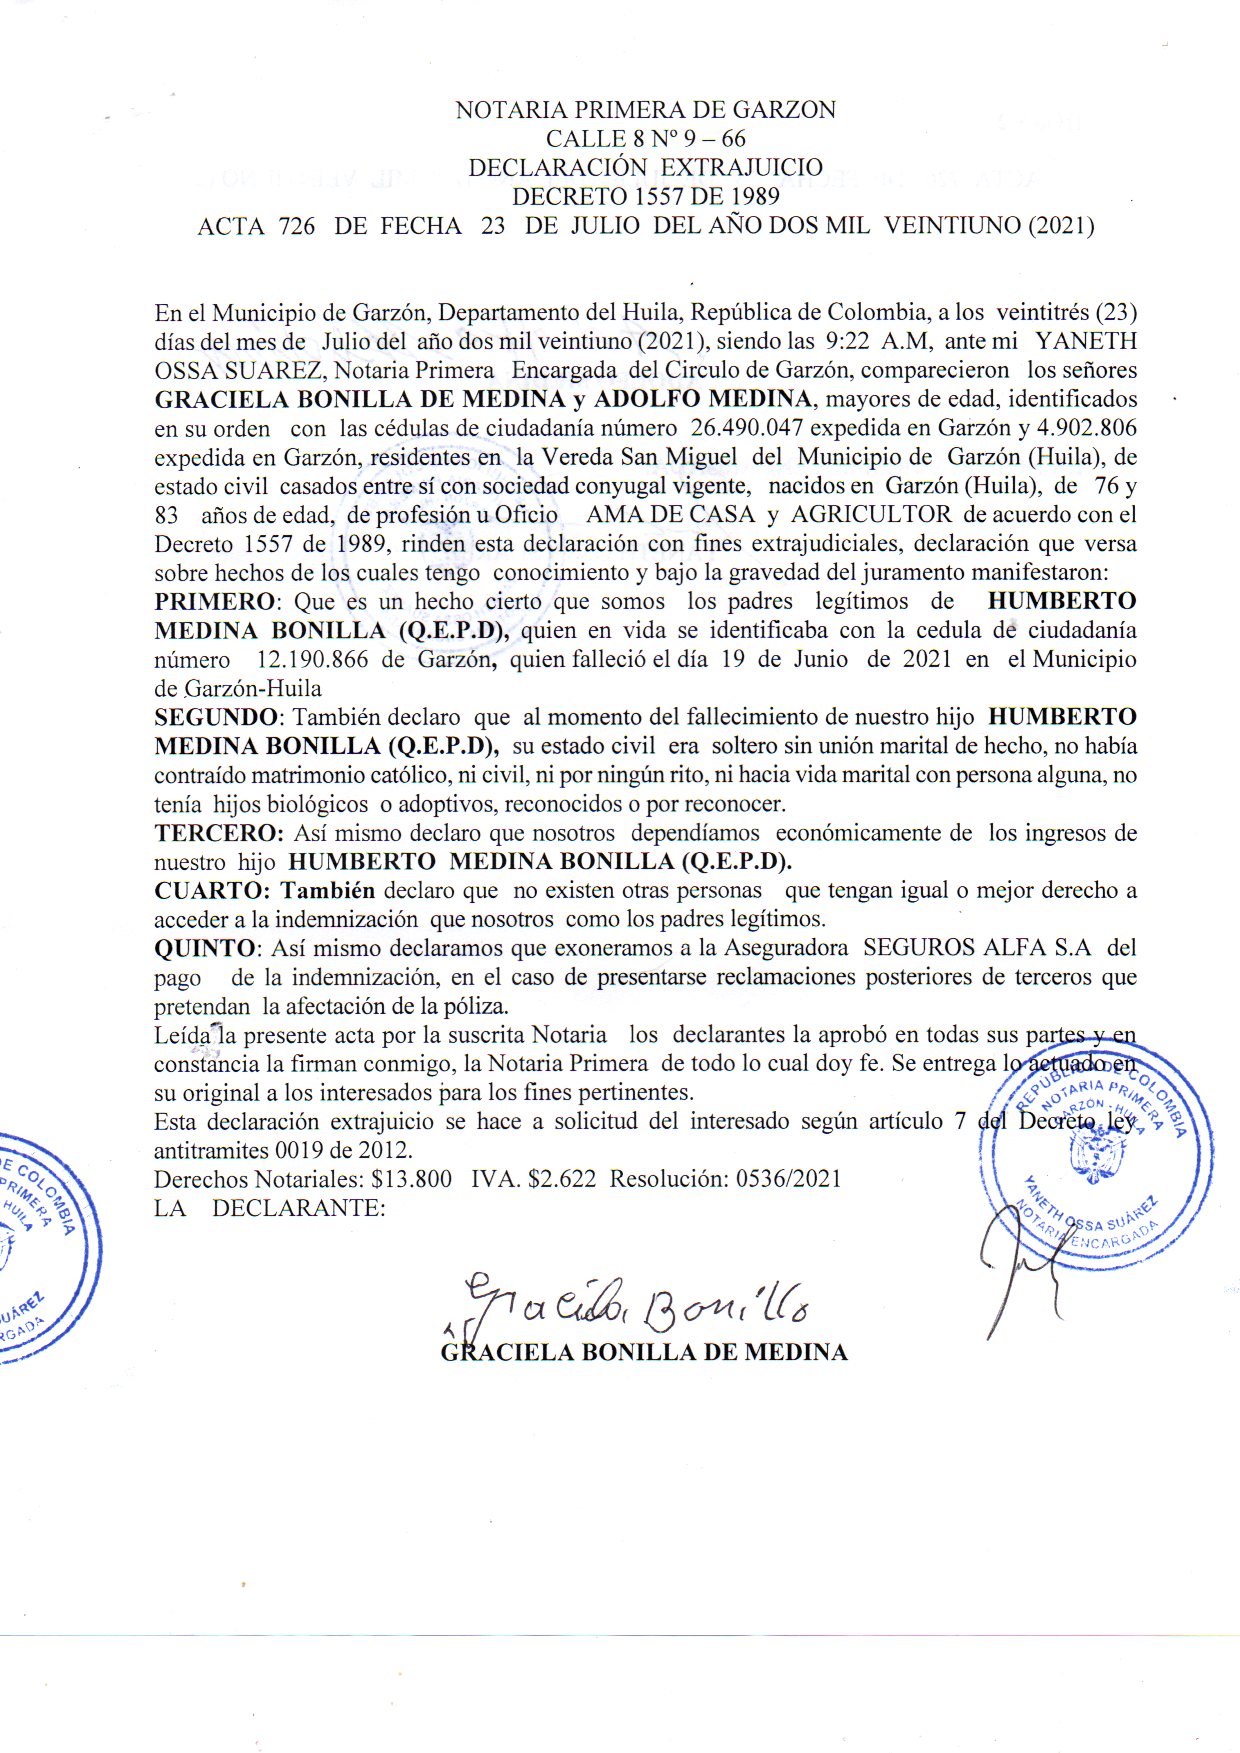 NOTARIA PRIMERA DE GARZON
CALLE 8 Nº 9 – 66
DECLARACIÓN EXTRAJUICIO
DECRETO 1557 DE 1989
ACTA 726 DE FECHA 23 DE JULIO DEL AÑO DOS MIL VEINTIUNO (2021)
En el Municipio de Garzón, Departamento del Huila, República de Colombia, a los veintitrés (23)
días del mes de Julio del año dos mil veintiuno (2021), siendo las 9:22 A.M, ante mi YANETH
OSSA SUAREZ, Notaria Primera Encargada del Circulo de Garzón, comparecieron los señores
GRACIELA BONILLA DE MEDINA y ADOLFO MEDINA, mayores de edad, identificados
en su orden con las cédulas de ciudadanía número 26.490.047 expedida en Garzón y 4.902.806
expedida en Garzón, residentes en la Vereda San Miguel del Municipio de Garzón (Huila), de
estado civil casados entre sí con sociedad conyugal vigente, nacidos en Garzón (Huila), de 76 y
83 años de edad, de profesión u Oficio AMA DE CASA y AGRICULTOR de acuerdo con el
Decreto 1557 de 1989, rinden esta declaración con fines extrajudiciales, declaración que versa
sobre hechos de los cuales tengo conocimiento y bajo la gravedad del juramento manifestaron:
PRIMERO: Que es un hecho cierto que somos los padres legítimos de HUMBERTO
MEDINA BONILLA (Q.E.P.D), quien en vida se identificaba con la cedula de ciudadanía
número 12.190.866 de Garzón, quien falleció el día 19 de Junio de 2021 en el Municipio
de Garzón-Huila
SEGUNDO: También declaro que al momento del fallecimiento de nuestro hijo HUMBERTO
MEDINA BONILLA (Q.E.P.D), su estado civil era soltero sin unión marital de hecho, no había
contraído matrimonio católico, ni civil, ni por ningún rito, ni hacia vida marital con persona alguna, no
tenía hijos biológicos o adoptivos, reconocidos o por reconocer.
TERCERO: Así mismo declaro que nosotros dependíamos económicamente de los ingresos de
nuestro hijo HUMBERTO MEDINA BONILLA (Q.E.P.D).
CUARTO: También declaro que no existen otras personas que tengan igual o mejor derecho a
acceder a la indemnización que nosotros como los padres legítimos.
QUINTO: Así mismo declaramos que exoneramos a la Aseguradora SEGUROS ALFA S.A del
pago de la indemnización, en el caso de presentarse reclamaciones posteriores de terceros que
pretendan la afectación de la póliza.
Leída la presente acta por la suscrita Notaria los declarantes la aprobó en todas sus partes y en
constancia la firman conmigo, la Notaria Primera de todo lo cual doy fe. Se entrega lo actuado en
su original a los interesados para los fines pertinentes.
Esta declaración extrajuicio se hace a solicitud del interesado según artículo 7 del Decreto ley
antitramites 0019 de 2012.
Derechos Notariales: $13.800 IVA. $2.622 Resolución: 0536/2021
LA DECLARANTE:
REPÚBLICA DE COLOMBIA
NOTARIA PRIMERA
GARZÓN - HUILA
YANETH OSSA SUÁREZ
NOTARIA ENCARGADA
DE COLOMBIA
PRIMERA
HUILA
SUÁREZ
RGADA
Graciela Bonilla
GRACIELA BONILLA DE MEDINA